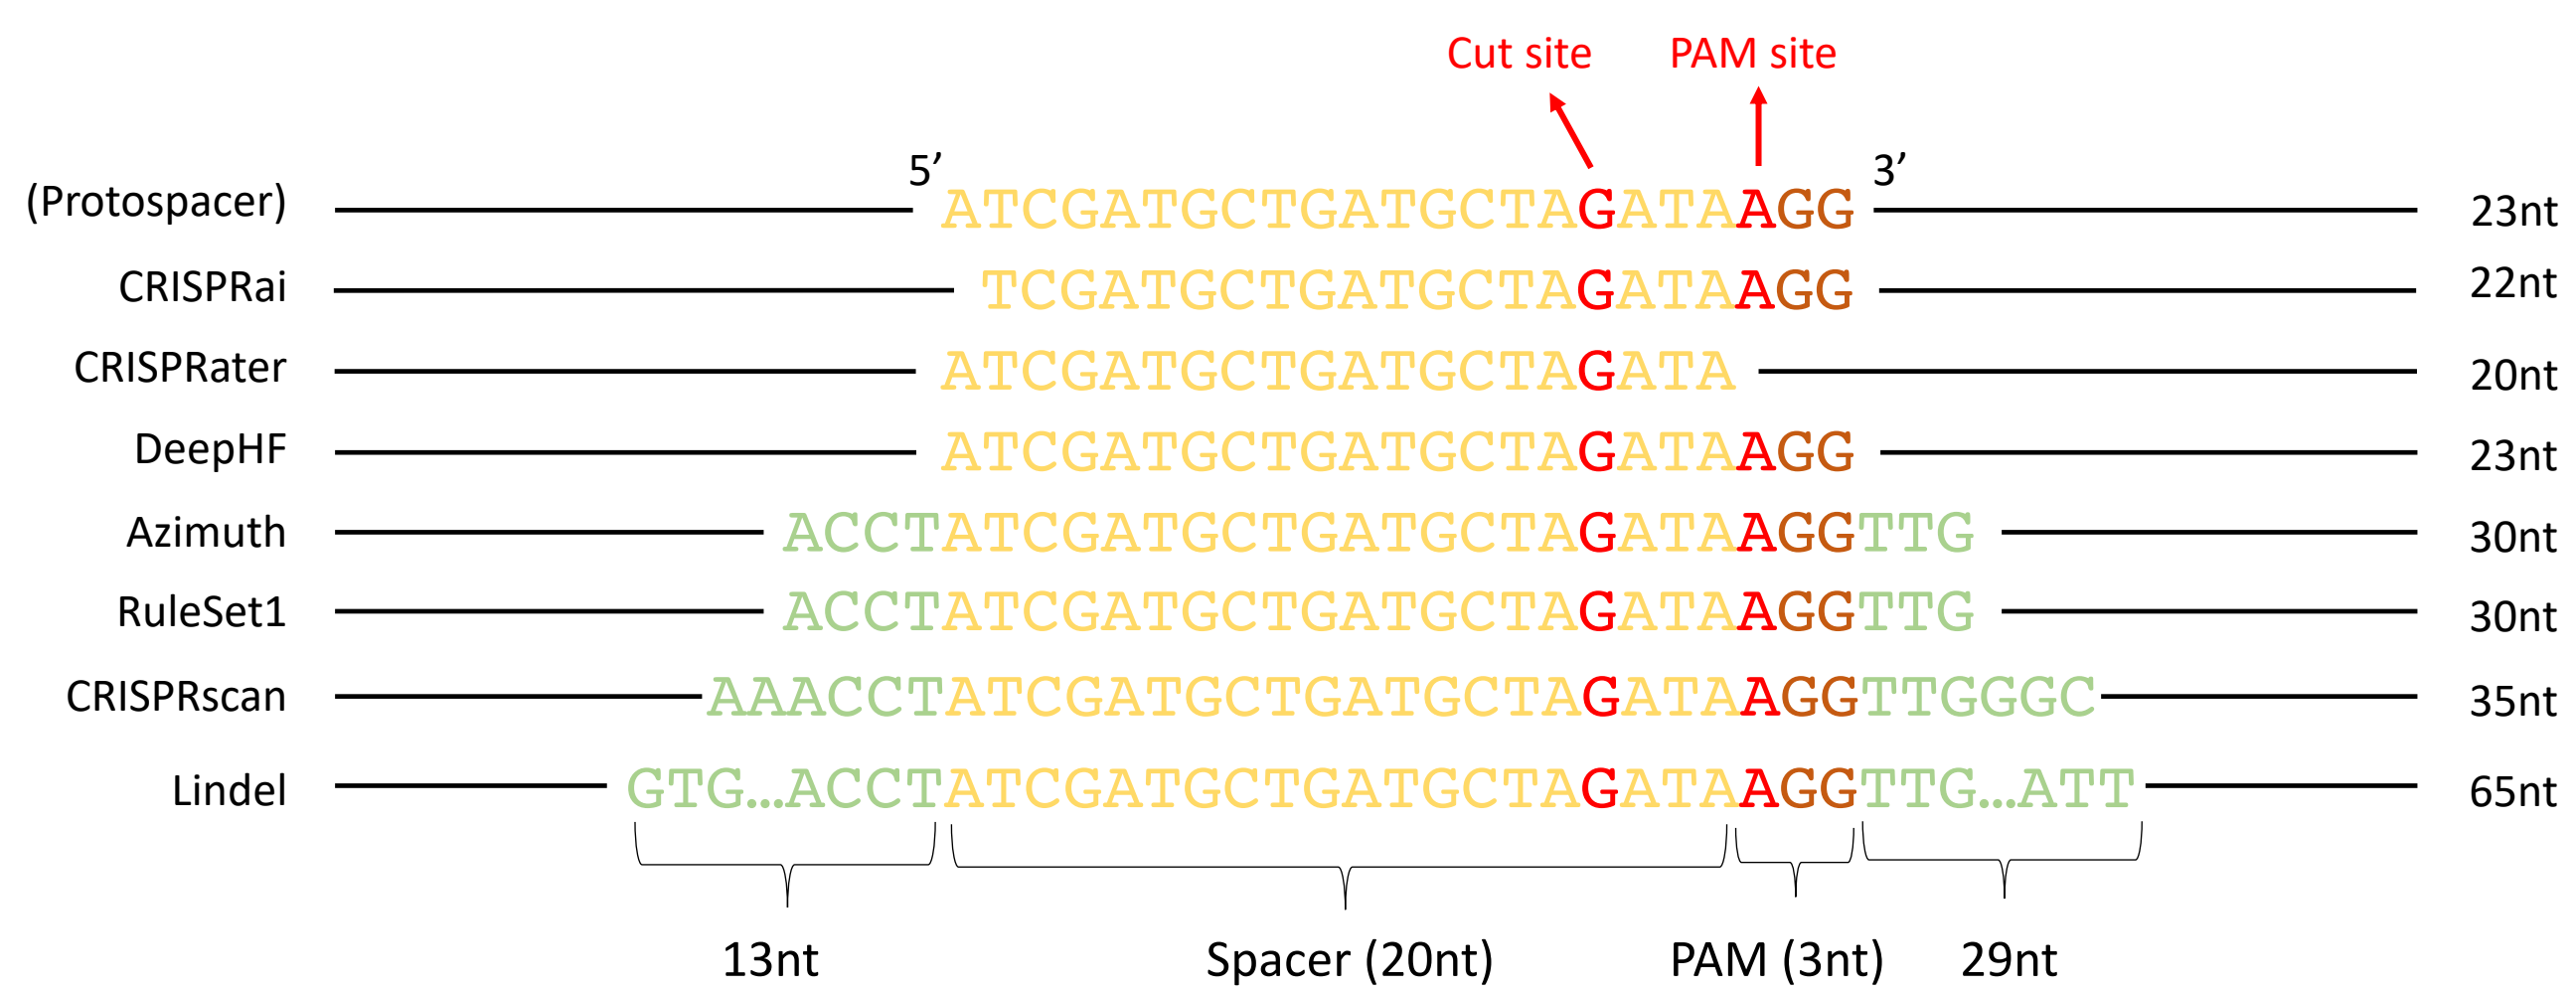 Cut site PAM site
5’ 3’
(Protospacer) ATCGATGCTGATGCTAGATAAGG 23nt
CRISPRai TCGATGCTGATGCTAGATAAGG 22nt
CRISPRater ATCGATGCTGATGCTAGATA 20nt
DeepHF ATCGATGCTGATGCTAGATAAGG 23nt
Azimuth ACCTATCGATGCTGATGCTAGATAAGGTTG 30nt
RuleSet1 ACCTATCGATGCTGATGCTAGATAAGGTTG 30nt
CRISPRscan AAACCTATCGATGCTGATGCTAGATAAGGTTGGGC 35nt
Lindel GTG...ACCTATCGATGCTGATGCTAGATAAGGTTG...ATT 65nt
13nt Spacer (20nt) PAM (3nt) 29nt